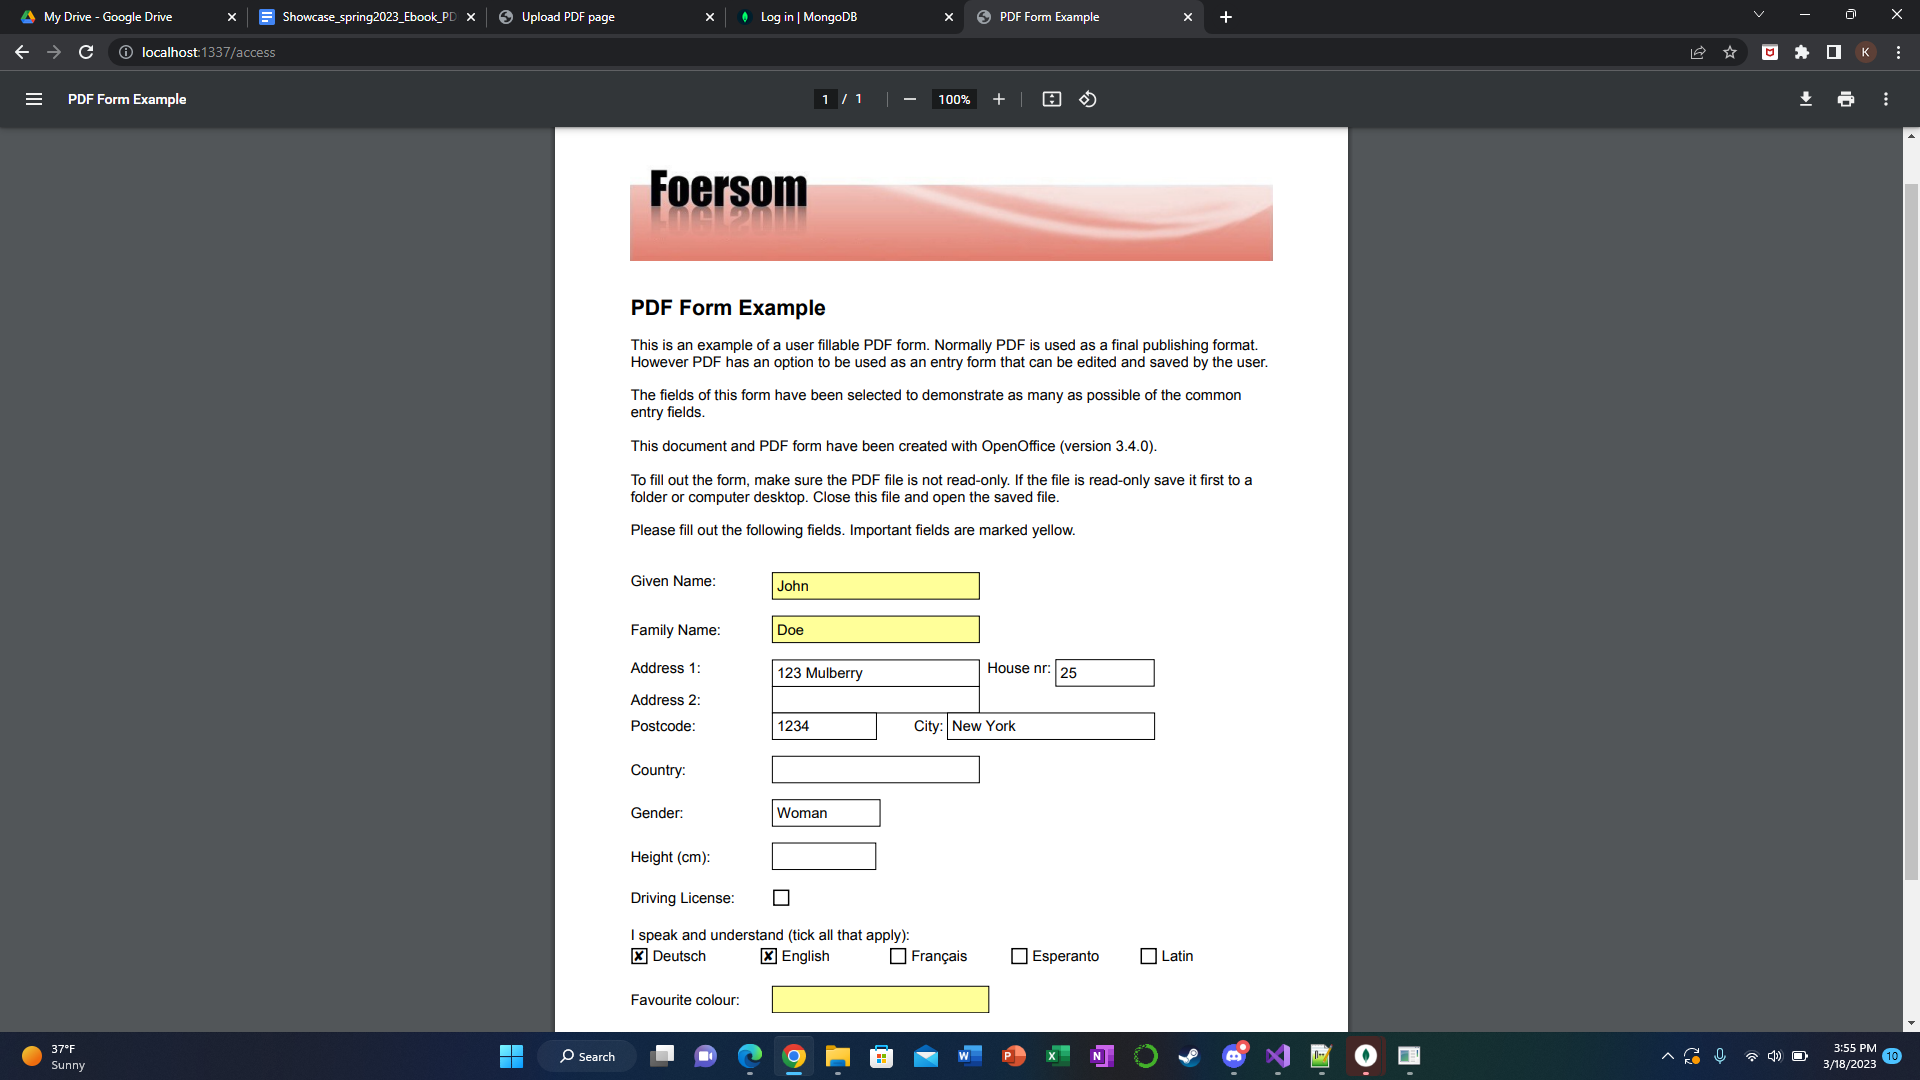 My Drive - Google Drive
Showcase_spring2023_Ebook_PD
Upload PDF page
Log in | MongoDB
PDF Form Example
localhost:1337/access
K
PDF Form Example
1 / 1
100%
Foersom
PDF Form Example
This is an example of a user fillable PDF form. Normally PDF is used as a final publishing format.
However PDF has an option to be used as an entry form that can be edited and saved by the user.
The fields of this form have been selected to demonstrate as many as possible of the common
entry fields.
This document and PDF form have been created with OpenOffice (version 3.4.0).
To fill out the form, make sure the PDF file is not read-only. If the file is read-only save it first to a
folder or computer desktop. Close this file and open the saved file.
Please fill out the following fields. Important fields are marked yellow.
Given Name: John
Family Name: Doe
Address 1: 123 Mulberry House nr: 25
Address 2:
Postcode: 1234 City: New York
Country:
Gender: Woman
Height (cm):
Driving License:
I speak and understand (tick all that apply):
Deutsch English Français Esperanto Latin
Favourite colour:
37°F
Sunny
Search
3:55 PM
3/18/2023
10